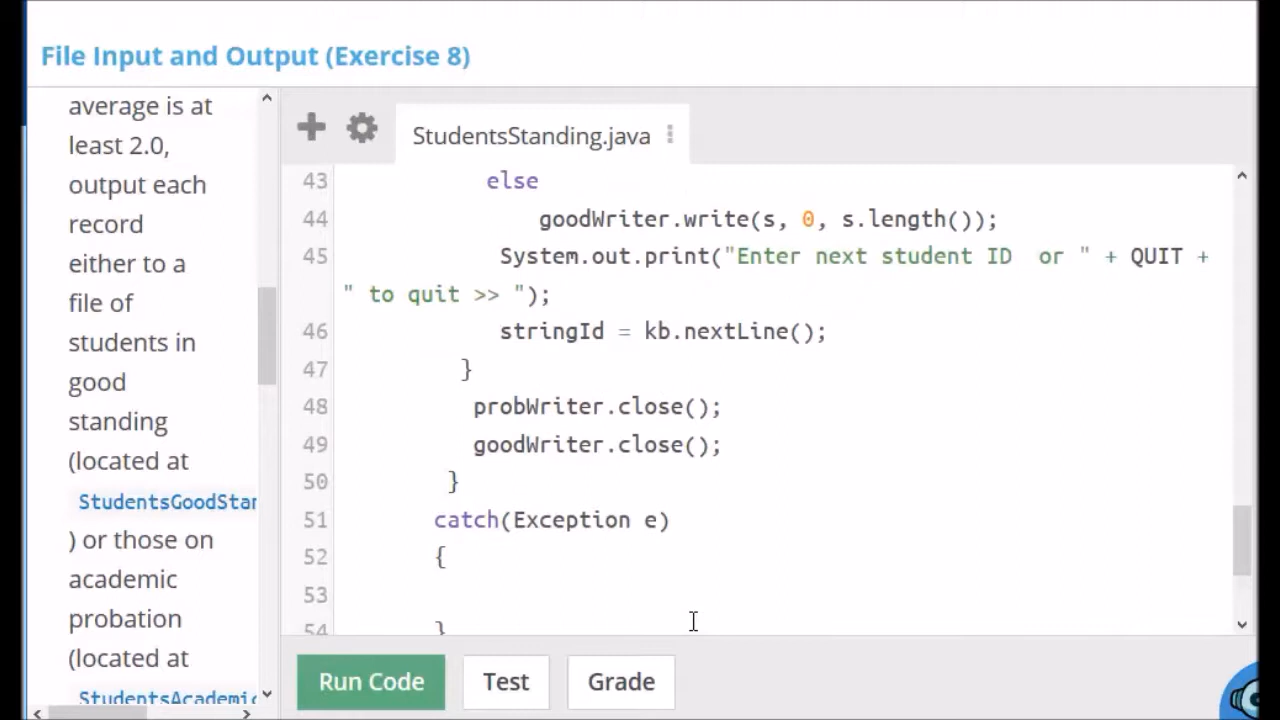 File Input and Output (Exercise 8)
average is at
least 2.0,
output each
record
either to a
file of
students in
good
standing
(located at
StudentsGoodStan
) or those on
academic
probation
(located at
StudentsAcademic
StudentsStanding.java
43 else
44 goodWriter.write(s, 0, s.length());
45 System.out.print("Enter next student ID  or " + QUIT +
" to quit >> ");
46 stringId = kb.nextLine();
47 }
48 probWriter.close();
49 goodWriter.close();
50 }
51 catch(Exception e)
52 {
53
54 }
Run Code
Test
Grade